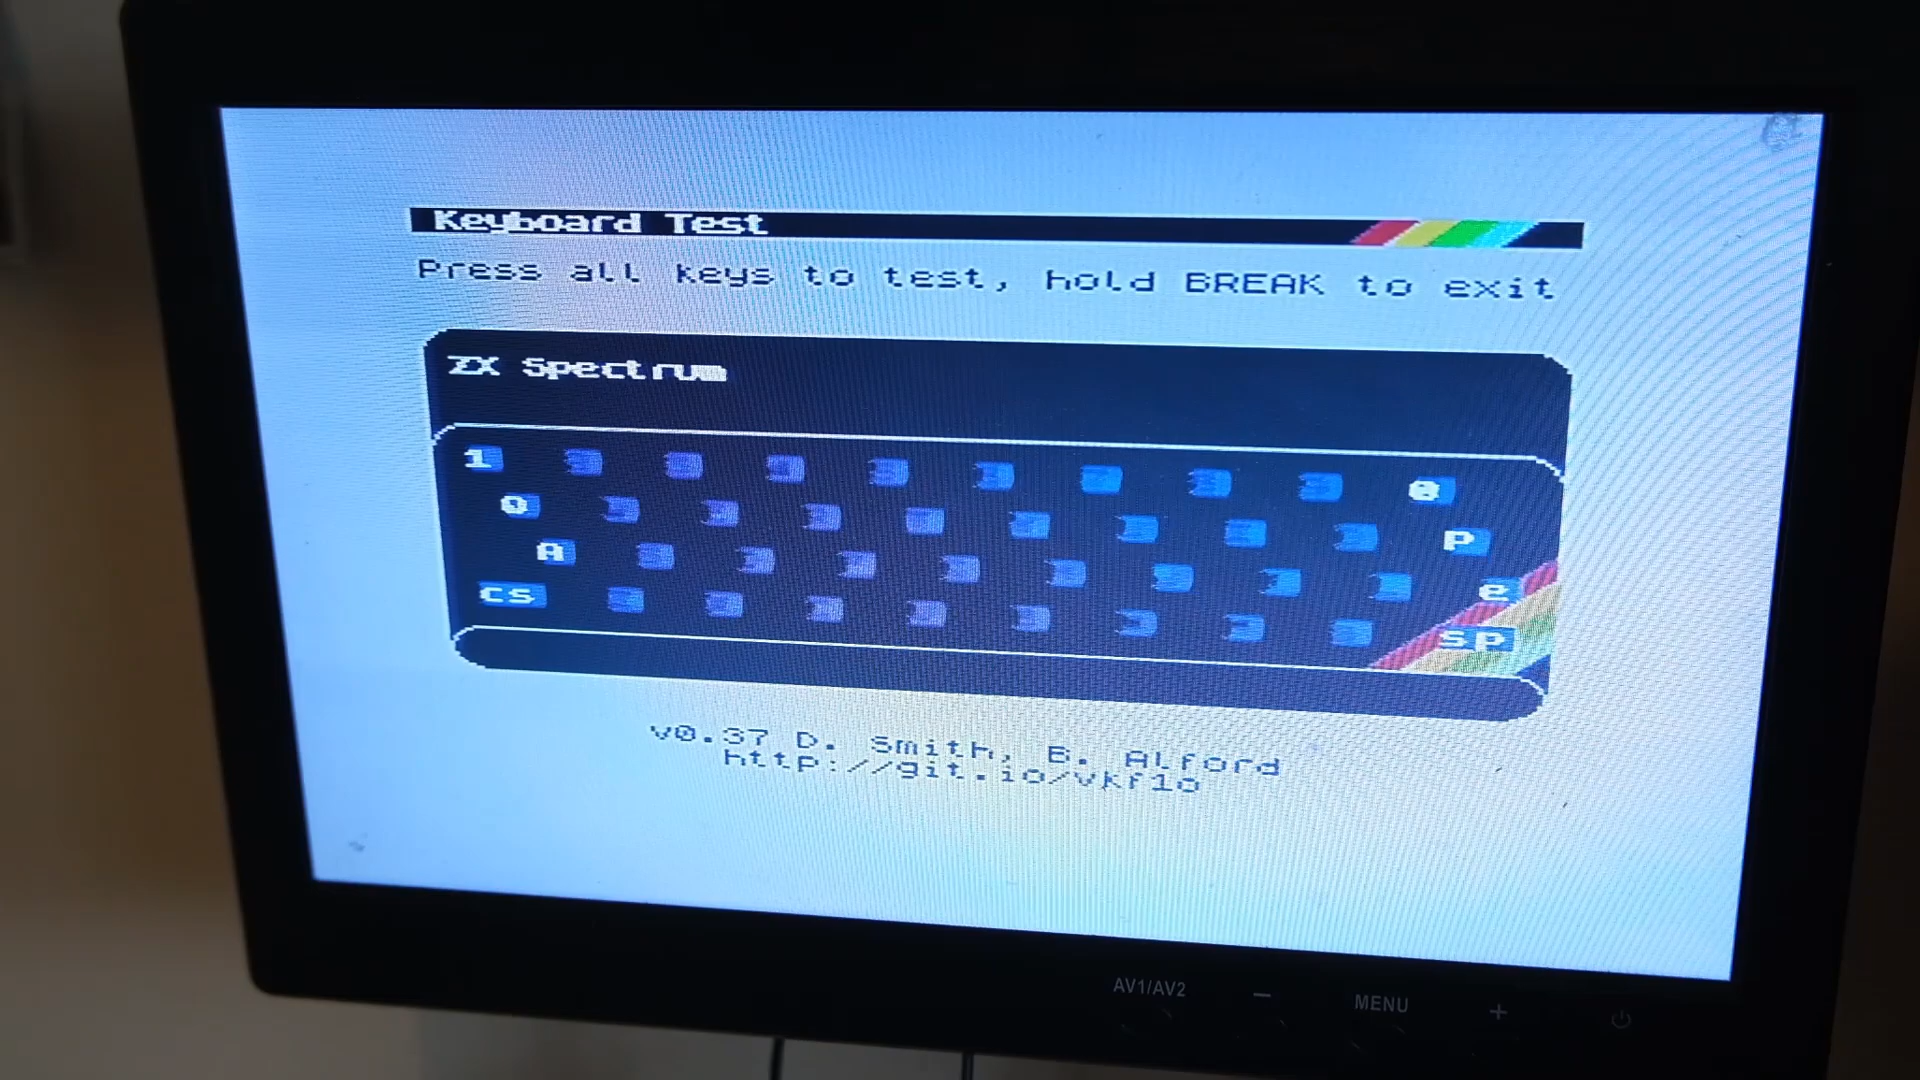 Keyboard Test
Press all keys to test, hold BREAK to exit
ZX Spectrum
1 0
Q P
A e
cs sp
v0.37 D. Smith, B. Alford
http://git.io/vkf1o
AV1/AV2 − MENU +